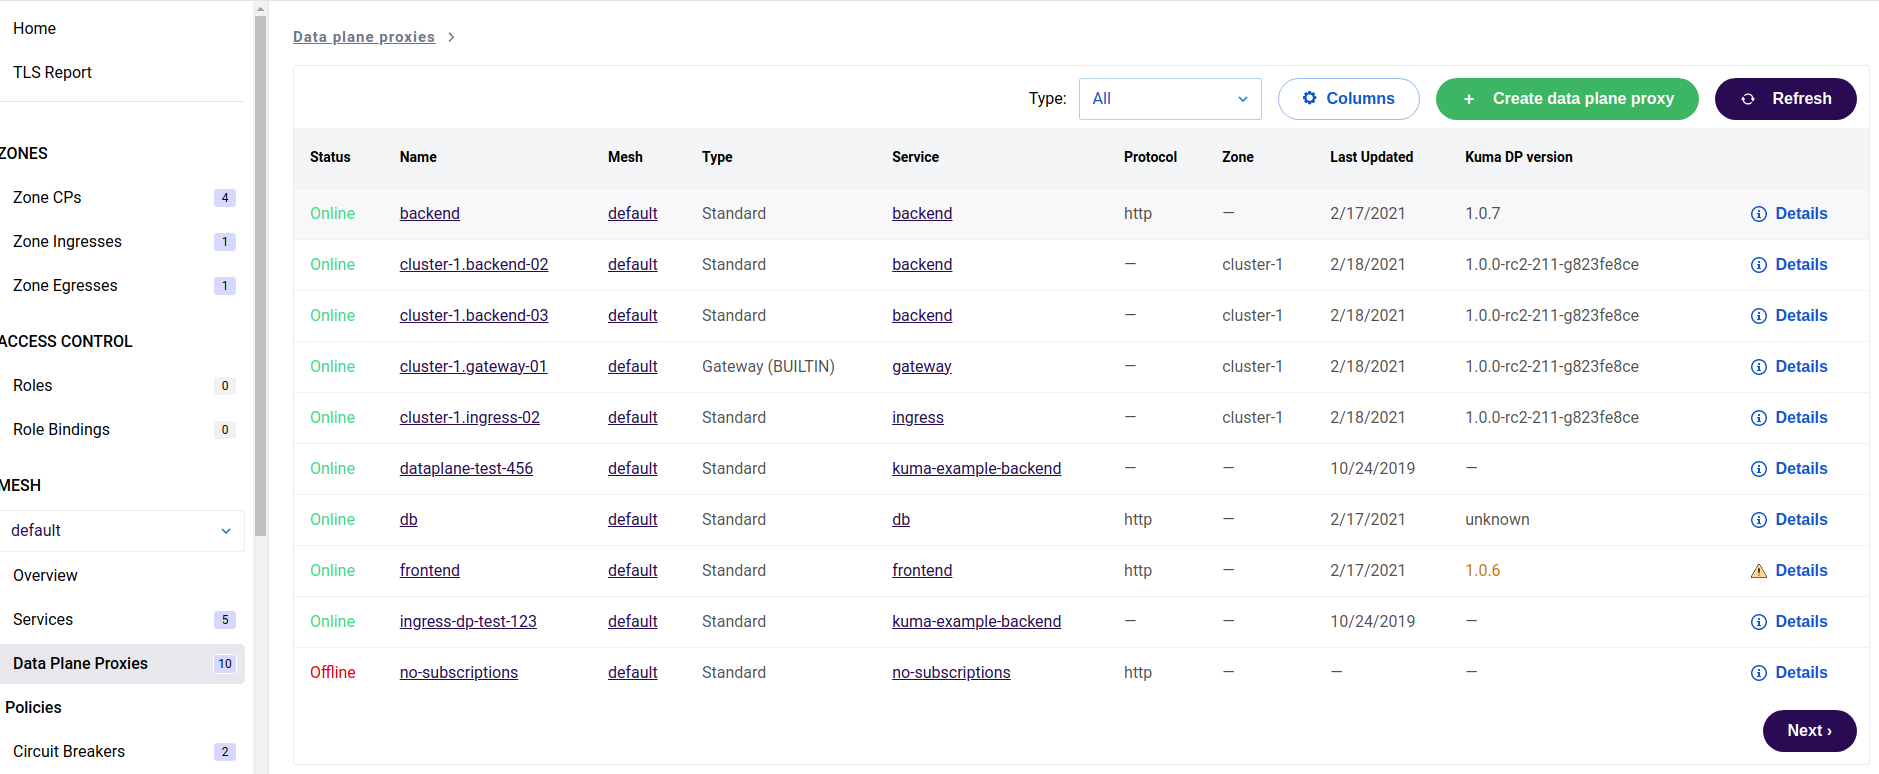 Home
TLS Report
ZONES
Zone CPs 4
Zone Ingresses 1
Zone Egresses 1
ACCESS CONTROL
Roles 0
Role Bindings 0
MESH
default
Overview
Services 5
Data Plane Proxies 10
Policies
Circuit Breakers 2
Data plane proxies >
Type: All Columns + Create data plane proxy Refresh
Status Name Mesh Type Service Protocol Zone Last Updated Kuma DP version
Online backend default Standard backend http — 2/17/2021 1.0.7 Details
Online cluster-1.backend-02 default Standard backend — cluster-1 2/18/2021 1.0.0-rc2-211-g823fe8ce Details
Online cluster-1.backend-03 default Standard backend — cluster-1 2/18/2021 1.0.0-rc2-211-g823fe8ce Details
Online cluster-1.gateway-01 default Gateway (BUILTIN) gateway — cluster-1 2/18/2021 1.0.0-rc2-211-g823fe8ce Details
Online cluster-1.ingress-02 default Standard ingress — cluster-1 2/18/2021 1.0.0-rc2-211-g823fe8ce Details
Online dataplane-test-456 default Standard kuma-example-backend — — 10/24/2019 — Details
Online db default Standard db http — 2/17/2021 unknown Details
Online frontend default Standard frontend http — 2/17/2021 1.0.6 Details
Online ingress-dp-test-123 default Standard kuma-example-backend — — 10/24/2019 — Details
Offline no-subscriptions default Standard no-subscriptions http — — — Details
Next ›